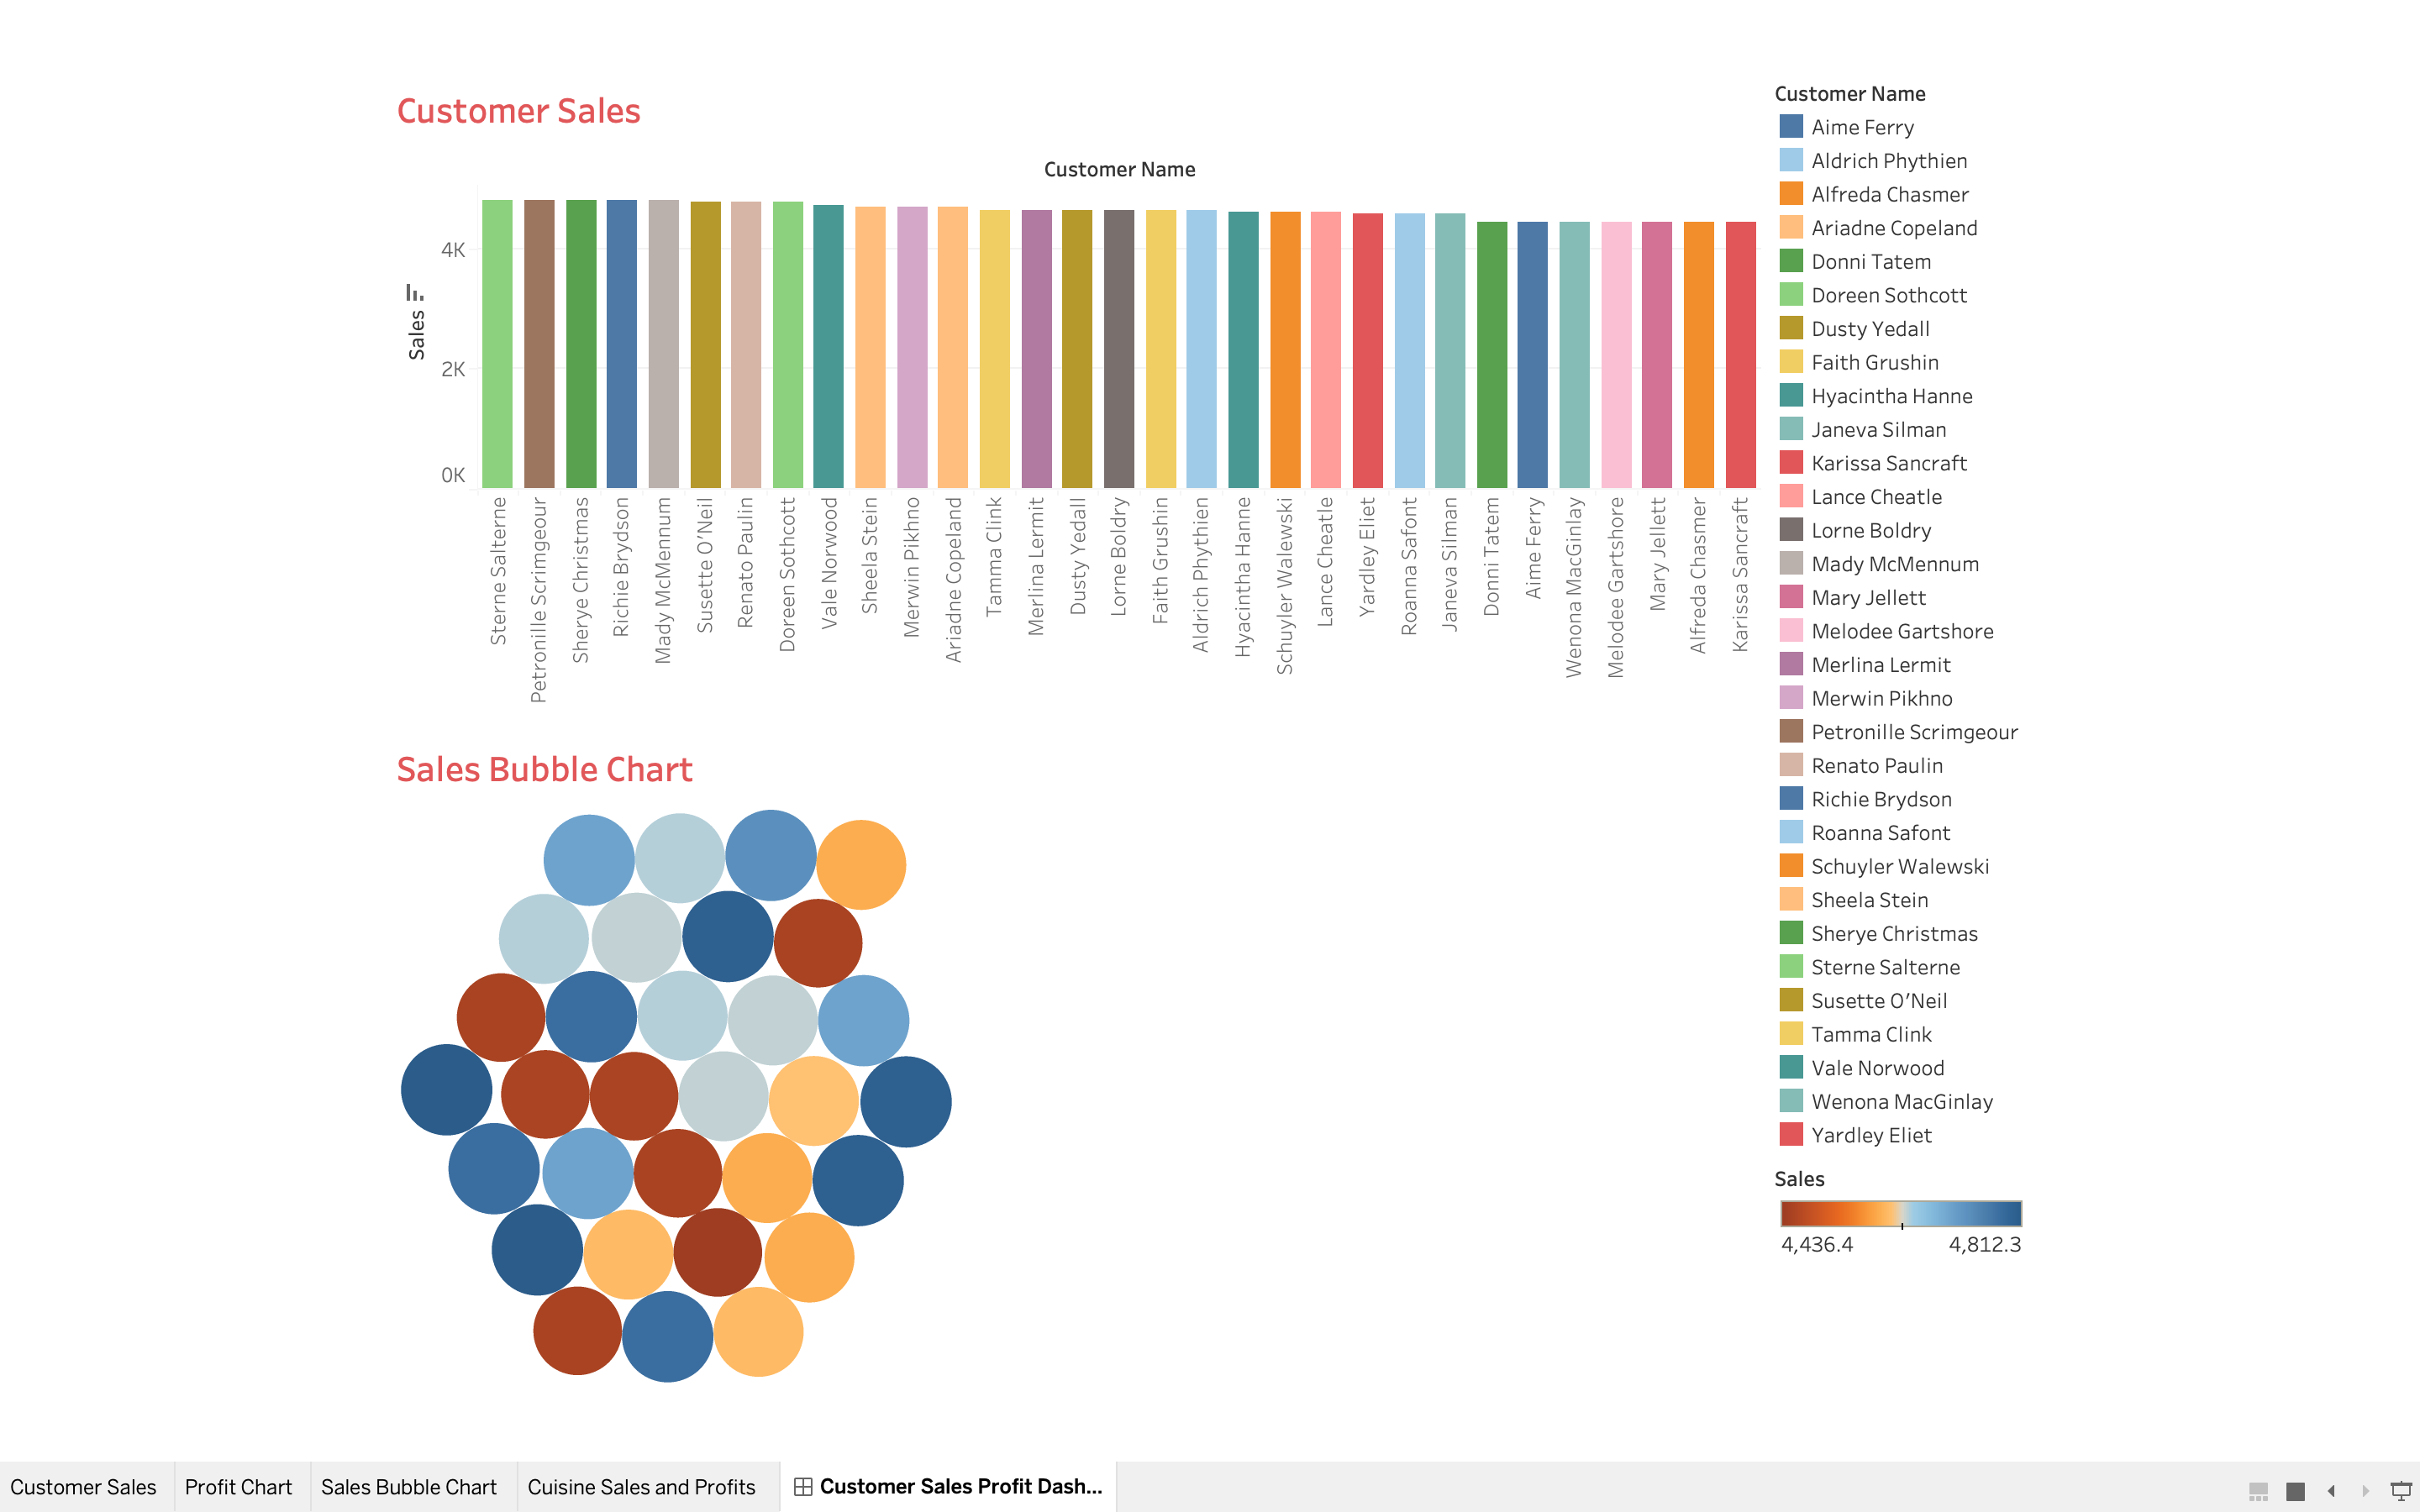 Customer Sales
Customer Name
4K
2K
0K
Sales
Sterne Salterne
Petronille Scrimgeour
Sherye Christmas
Richie Brydson
Mady McMennum
Susette O’Neil
Renato Paulin
Doreen Sothcott
Vale Norwood
Sheela Stein
Merwin Pikhno
Ariadne Copeland
Tamma Clink
Merlina Lermit
Dusty Yedall
Lorne Boldry
Faith Grushin
Aldrich Phythien
Hyacintha Hanne
Schuyler Walewski
Lance Cheatle
Yardley Eliet
Roanna Safont
Janeva Silman
Donni Tatem
Aime Ferry
Wenona MacGinlay
Melodee Gartshore
Mary Jellett
Alfreda Chasmer
Karissa Sancraft
Customer Name
Aime Ferry
Aldrich Phythien
Alfreda Chasmer
Ariadne Copeland
Donni Tatem
Doreen Sothcott
Dusty Yedall
Faith Grushin
Hyacintha Hanne
Janeva Silman
Karissa Sancraft
Lance Cheatle
Lorne Boldry
Mady McMennum
Mary Jellett
Melodee Gartshore
Merlina Lermit
Merwin Pikhno
Petronille Scrimgeour
Renato Paulin
Richie Brydson
Roanna Safont
Schuyler Walewski
Sheela Stein
Sherye Christmas
Sterne Salterne
Susette O’Neil
Tamma Clink
Vale Norwood
Wenona MacGinlay
Yardley Eliet
Sales
4,436.4 4,812.3
Sales Bubble Chart
Customer Sales Profit Chart Sales Bubble Chart Cuisine Sales and Profits Customer Sales Profit Dash...